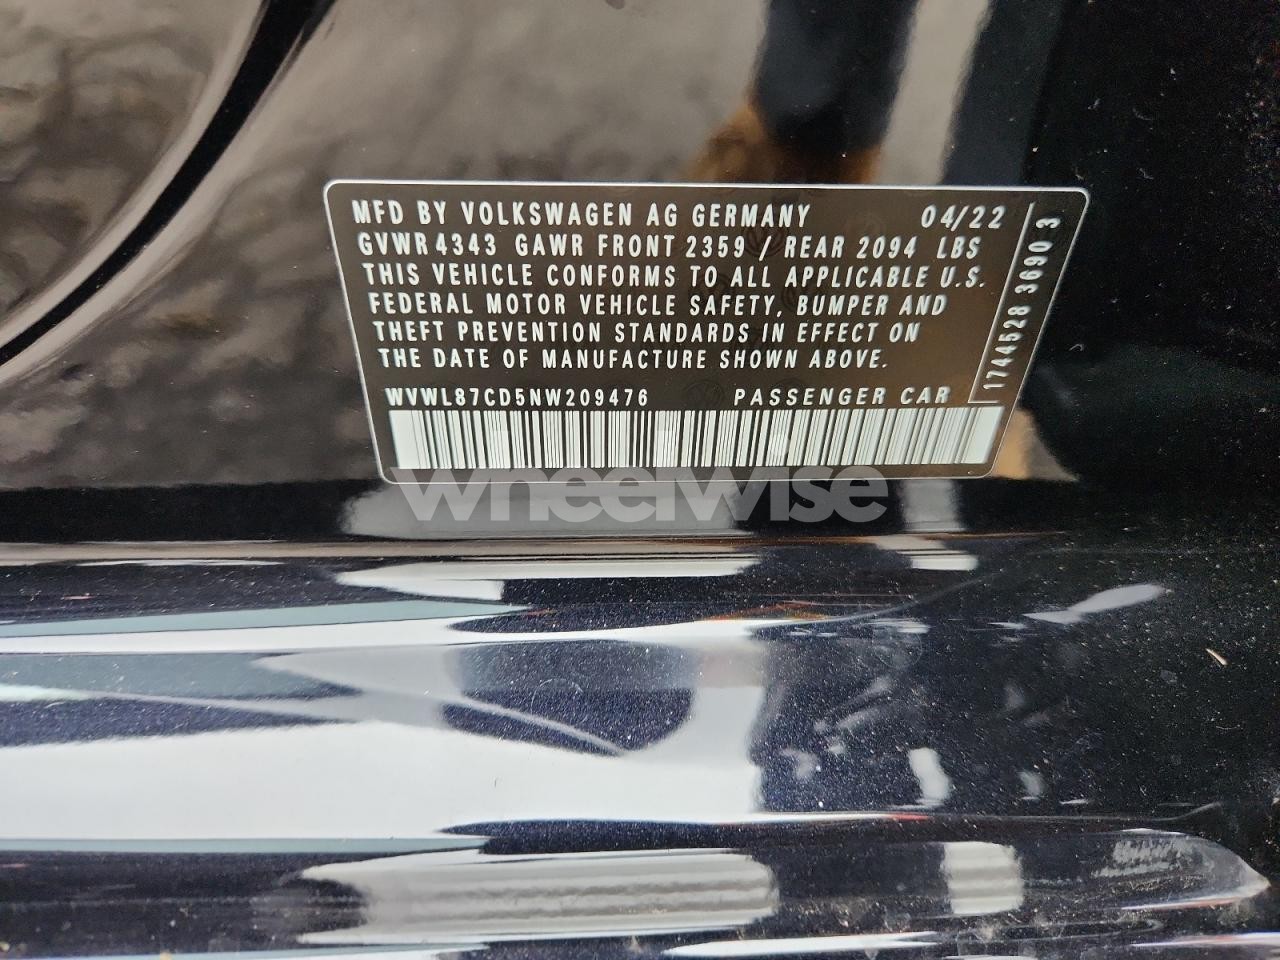 MFD BY VOLKSWAGEN AG GERMANY 04/22
GVWR 4343 GAWR FRONT 2359 / REAR 2094 LBS
THIS VEHICLE CONFORMS TO ALL APPLICABLE U.S.
FEDERAL MOTOR VEHICLE SAFETY, BUMPER AND
THEFT PREVENTION STANDARDS IN EFFECT ON
THE DATE OF MANUFACTURE SHOWN ABOVE.
WVWL87CD5NW209476 PASSENGER CAR
1744528 3690 3
wheelwise